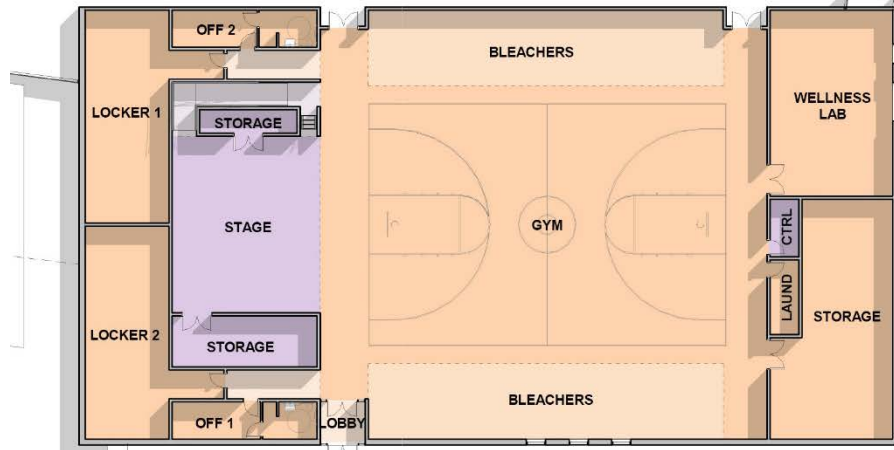 OFF 2
BLEACHERS
LOCKER 1
WELLNESS
LAB
STORAGE
STAGE
GYM
CTRL
LAUND
STORAGE
LOCKER 2
STORAGE
BLEACHERS
OFF 1
LOBBY